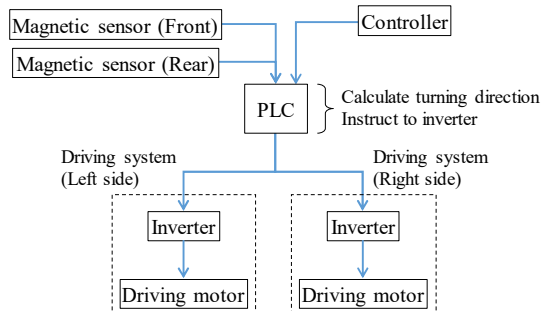 Magnetic sensor (Front)
Controller
Magnetic sensor (Rear)
PLC
Calculate turning direction
Instruct to inverter
Driving system
(Left side)
Driving system
(Right side)
Inverter
Inverter
Driving motor
Driving motor